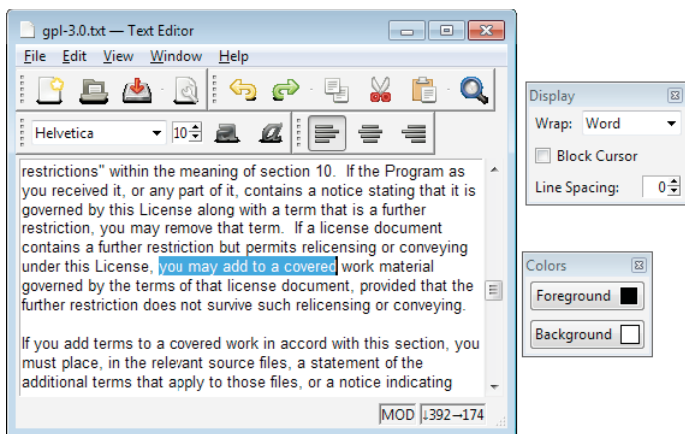 gpl-3.0.txt — Text Editor
File Edit View Window Help
Helvetica 10
restrictions" within the meaning of section 10. If the Program as
you received it, or any part of it, contains a notice stating that it is
governed by this License along with a term that is a further
restriction, you may remove that term. If a license document
contains a further restriction but permits relicensing or conveying
under this License, you may add to a covered work material
governed by the terms of that license document, provided that the
further restriction does not survive such relicensing or conveying.
If you add terms to a covered work in accord with this section, you
must place, in the relevant source files, a statement of the
additional terms that apply to those files, or a notice indicating
MOD ↓392→174
Display
Wrap: Word
Block Cursor
Line Spacing: 0
Colors
Foreground
Background